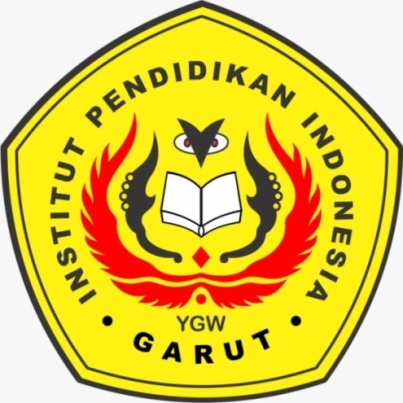 INSTITUT PENDIDIKAN INDONESIA
YGW
• GARUT •